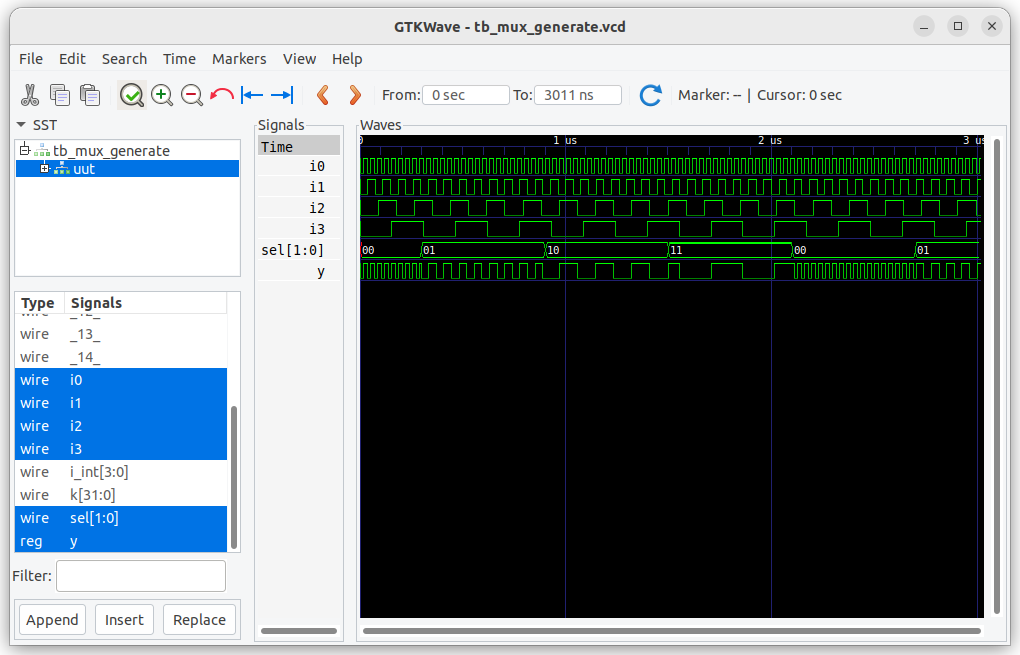 GTKWave - tb_mux_generate.vcd
File Edit Search Time Markers View Help
From: 0 sec To: 3011 ns Marker: -- | Cursor: 0 sec
SST
tb_mux_generate
uut
Type Signals
wire _12_
wire _13_
wire _14_
wire i0
wire i1
wire i2
wire i3
wire i_int[3:0]
wire k[31:0]
wire sel[1:0]
reg y
Filter:
Append Insert Replace
Signals
Time
i0
i1
i2
i3
sel[1:0]
y
Waves
0 1 us 2 us 3 us
00 01 10 11 00 01